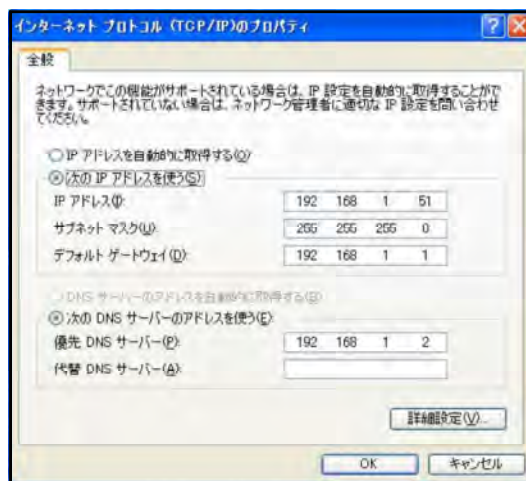 インターネット プロトコル (TCP/IP)のプロパティ
全般
ネットワークでこの機能がサポートされている場合は、IP 設定を自動的に取得することがで
きます。サポートされていない場合は、ネットワーク管理者に適切な IP 設定を問い合わせ
てください。
IP アドレスを自動的に取得する(O)
次の IP アドレスを使う(S):
IP アドレス(I): 192 168 1 51
サブネット マスク(U): 255 255 255 0
デフォルト ゲートウェイ(D): 192 168 1 1
DNS サーバーのアドレスを自動的に取得する(B)
次の DNS サーバーのアドレスを使う(E):
優先 DNS サーバー(P): 192 168 1 2
代替 DNS サーバー(A):
詳細設定(V)...
OK キャンセル